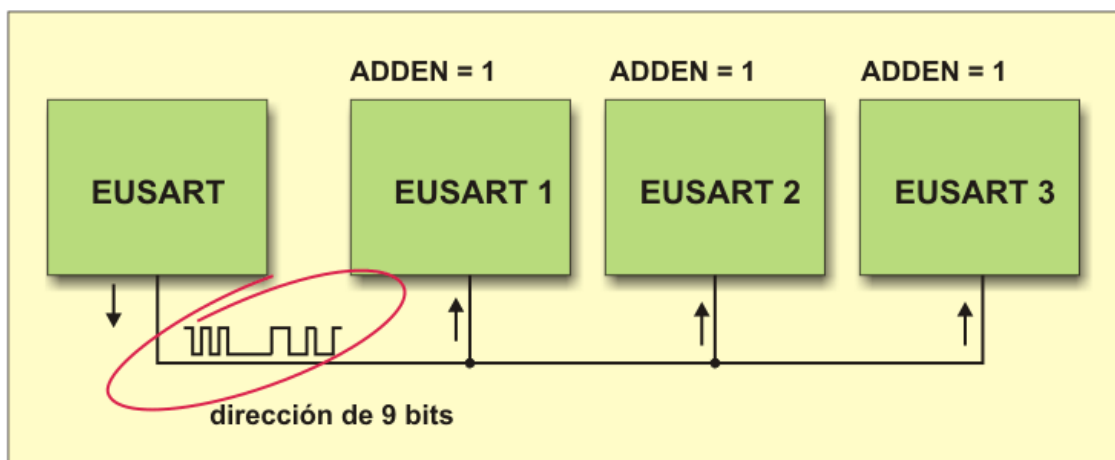 ADDEN = 1
ADDEN = 1
ADDEN = 1
EUSART
EUSART 1
EUSART 2
EUSART 3
dirección de 9 bits